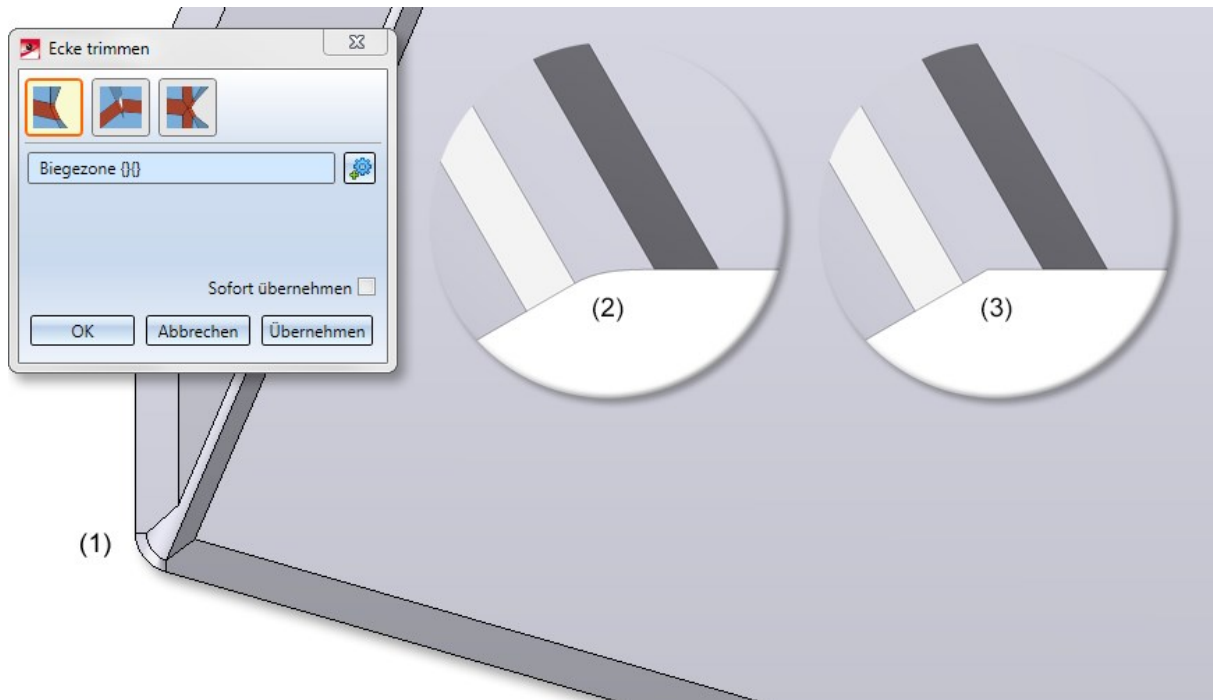 Ecke trimmen
Biegezone {}{}
Sofort übernehmen
OK Abbrechen Übernehmen
(1)
(2)
(3)